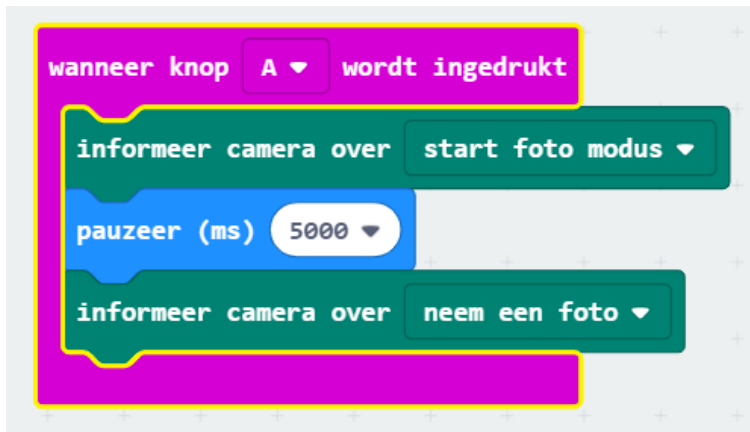 wanneer knop A wordt ingedrukt
informeer camera over start foto modus
pauzeer (ms) 5000
informeer camera over neem een foto